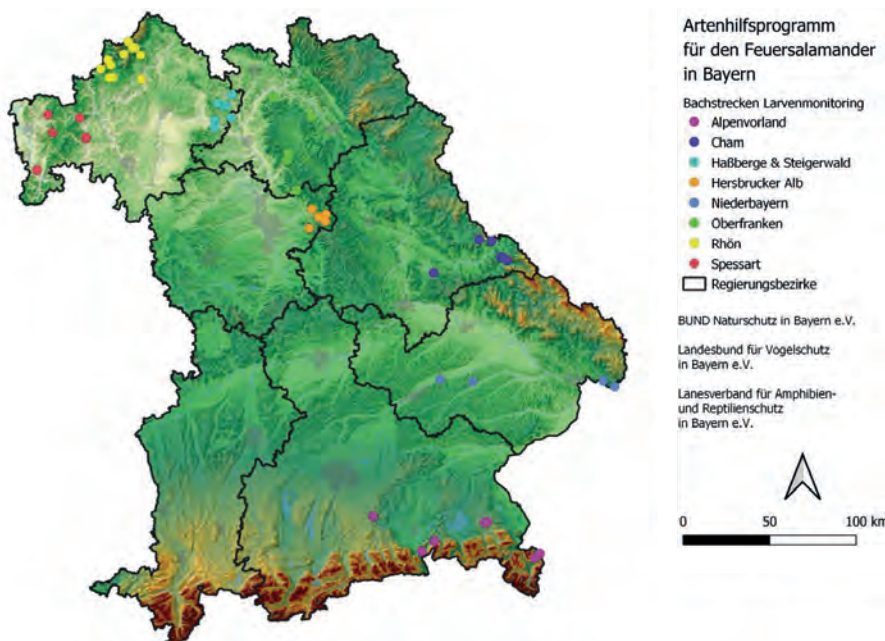 Artenhilfsprogramm
für den Feuersalamander
in Bayern
Bachstrecken Larvenmonitoring
Alpenvorland
Cham
Haßberge & Steigerwald
Hersbrucker Alb
Niederbayern
Oberfranken
Rhön
Spessart
Regierungsbezirke
BUND Naturschutz in Bayern e.V.
Landesbund für Vogelschutz
in Bayern e.V.
Lanesverband für Amphibien-
und Reptilienschutz
in Bayern e.V.
0 50 100 km